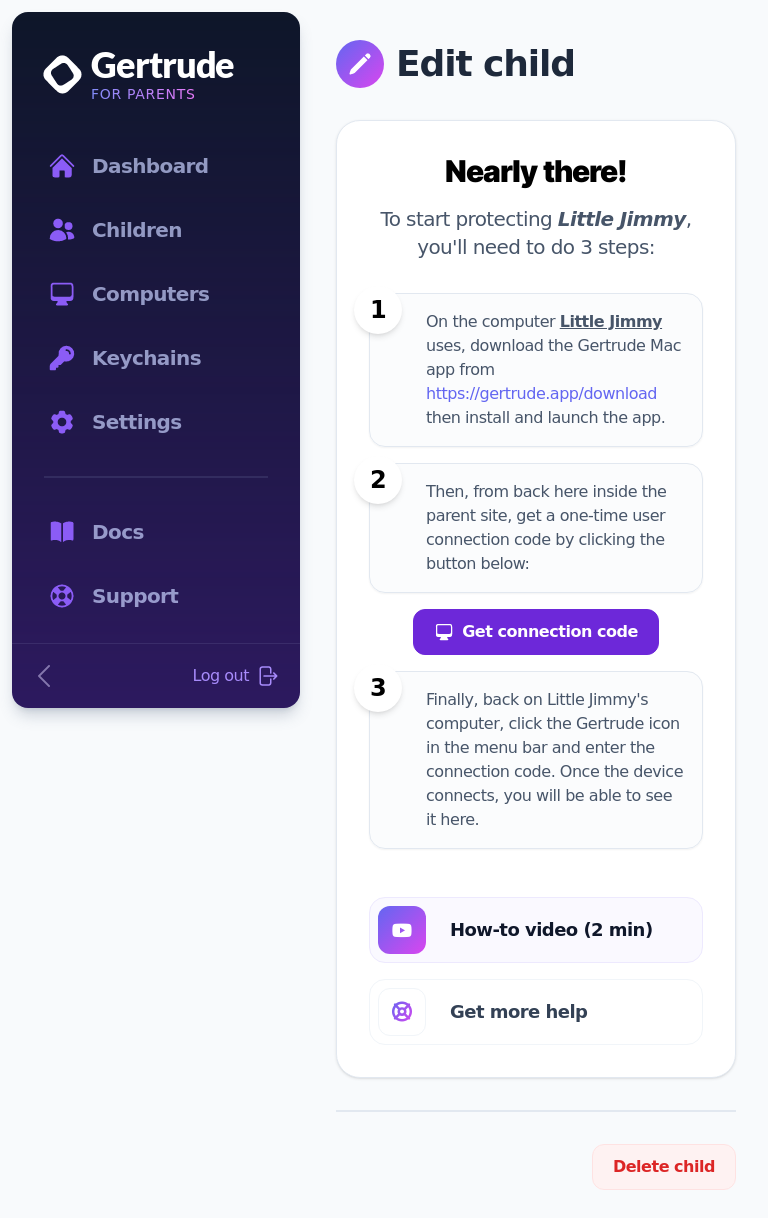 Gertrude
FOR PARENTS
Dashboard
Children
Computers
Keychains
Settings
Docs
Support
Log out
Edit child
Nearly there!
To start protecting Little Jimmy,
you'll need to do 3 steps:
1
On the computer Little Jimmy
uses, download the Gertrude Mac
app from
https://gertrude.app/download
then install and launch the app.
2
Then, from back here inside the
parent site, get a one-time user
connection code by clicking the
button below:
Get connection code
3
Finally, back on Little Jimmy's
computer, click the Gertrude icon
in the menu bar and enter the
connection code. Once the device
connects, you will be able to see
it here.
How-to video (2 min)
Get more help
Delete child